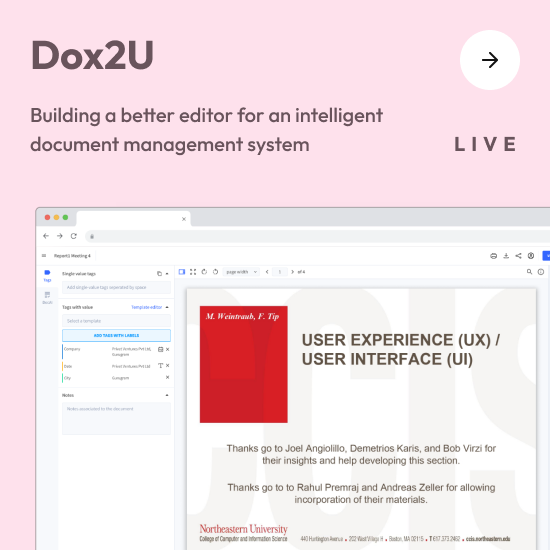 Dox2U
Building a better editor for an intelligent
document management system
LIVE
Report1 Meeting 4
Tags
Single value tags
Add single-value tags separated by space
Tags with value
Template editor
Select a template
ADD TAGS WITH LABELS
Company
Pricol Ventures Pvt Ltd,
Gurugram
Date
Pricol Ventures Pvt Ltd
City
Gurugram
Notes
Notes associated to the document
page width
1
of 4
M. Weintraub, F. Tip
USER EXPERIENCE (UX) /
USER INTERFACE (UI)
Thanks go to Joel Angiolillo, Demetrios Karis, and Bob Virzi for
their insights and help developing this section.
Thanks go to to Rahul Premraj and Andreas Zeller for allowing
incorporation of their materials.
Northeastern University
College of Computer and Information Science
440 Huntington Avenue • 202 West Village H • Boston, MA 02115 • T 617.373.2462 • ccis.northeastern.edu